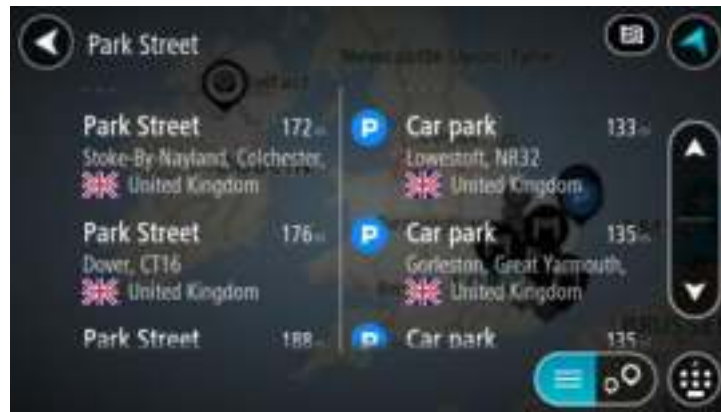 Park Street
Park Street 172
Stoke-By-Nayland, Colchester,
United Kingdom
Park Street 176
Dover, CT16
United Kingdom
Park Street 188
P Car park 133
Lowestoft, NR32
United Kingdom
P Car park 135
Gorleston, Great Yarmouth,
United Kingdom
P Car park 135